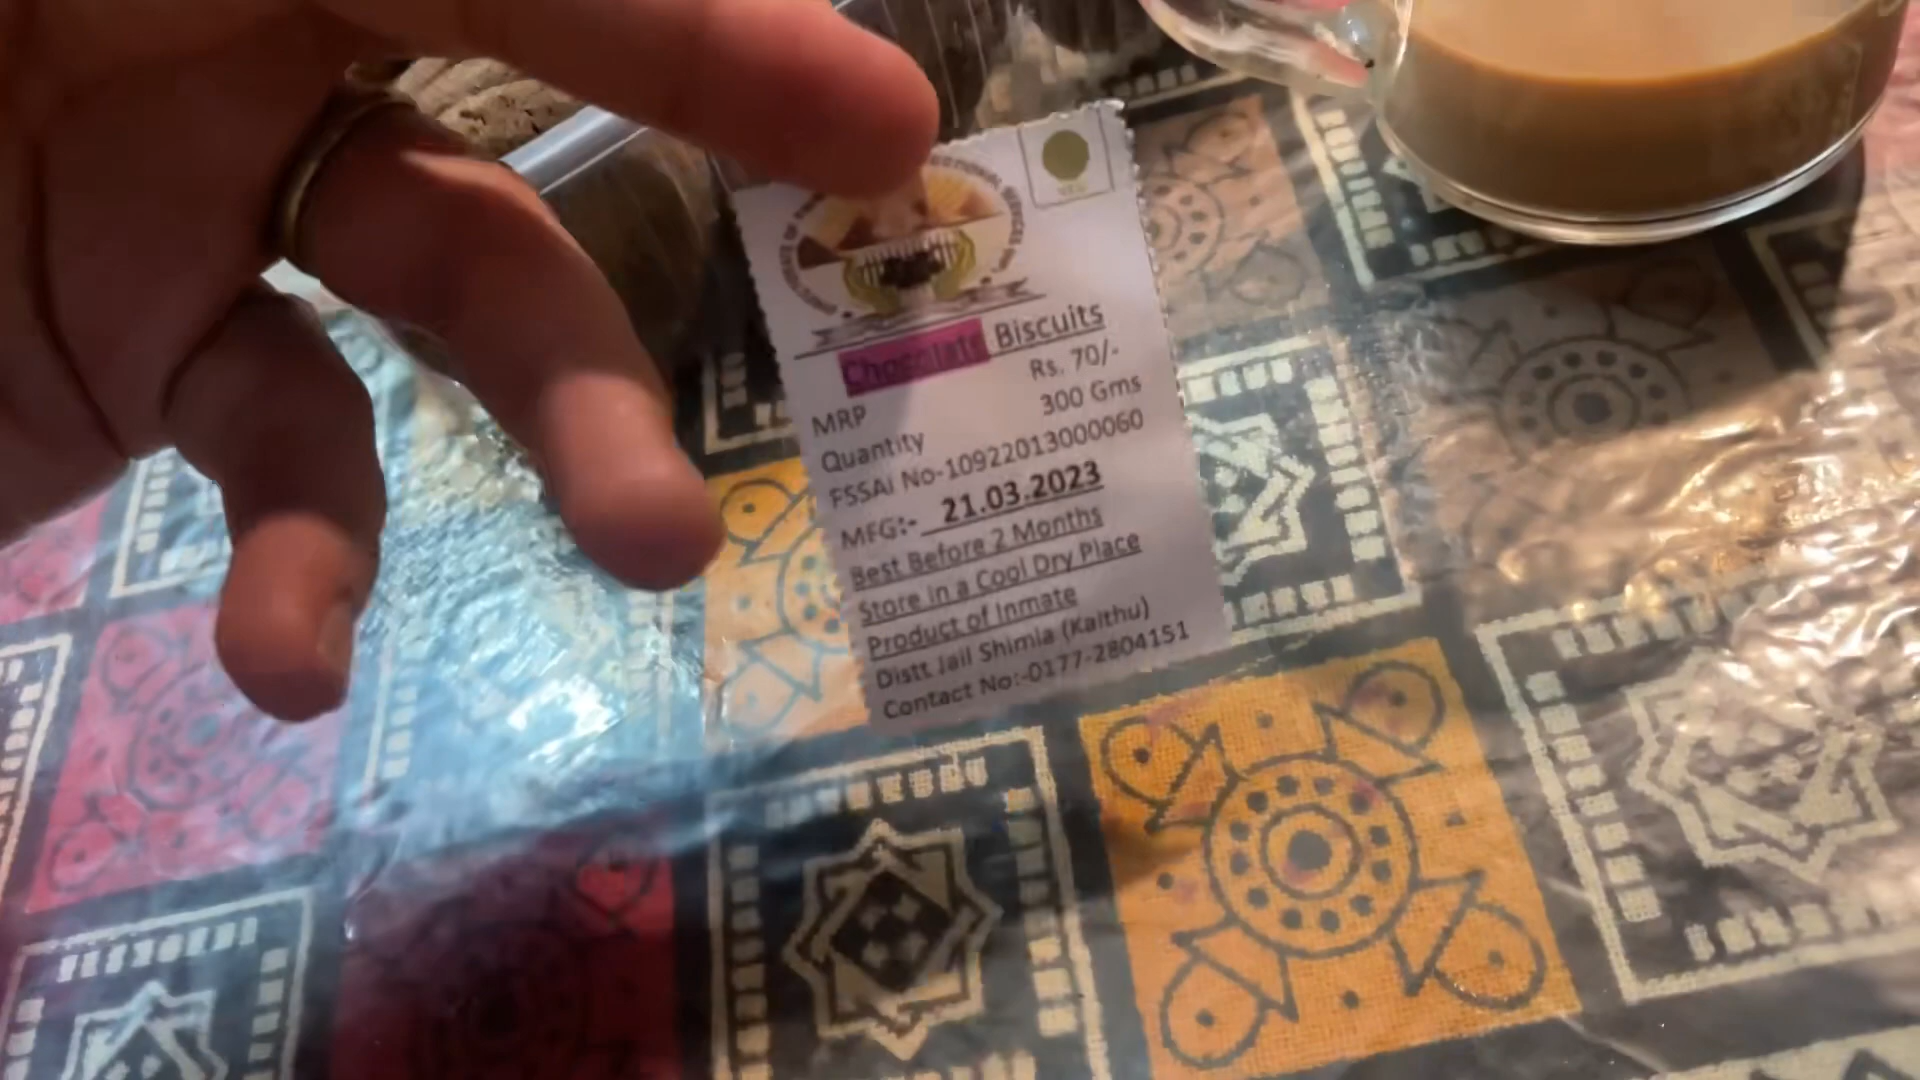 VEG
Chocolate Biscuits
MRP Rs. 70/-
Quantity 300 Gms
FSSAI No-10922013000060
MFG:- 21.03.2023
Best Before 2 Months
Store in a Cool Dry Place
Product of Inmate
Distt Jail Shimla (Kaithu)
Contact No:-0177-2804151